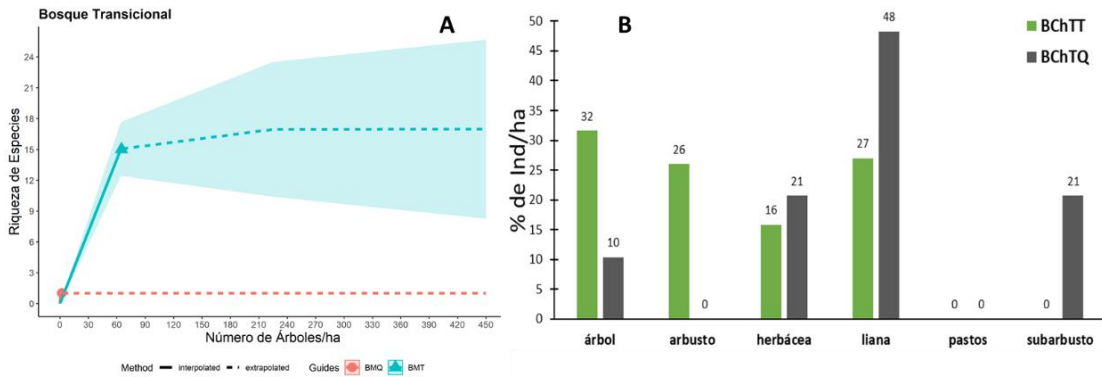 Bosque Transicional
A
Riqueza de Especies
24
21
18
15
12
9
6
3
0
0 30 60 90 120 150 180 210 240 270 300 330 360 390 420 450
Número de Árboles/ha
Method interpolated extrapolated Guides BMQ BMT
B
BChTT
BChTQ
% de Ind/ha
50
45
40
35
30
25
20
15
10
5
0
32 10 26 0 16 21 27 48 0 0 0 21
árbol arbusto herbácea liana pastos subarbusto